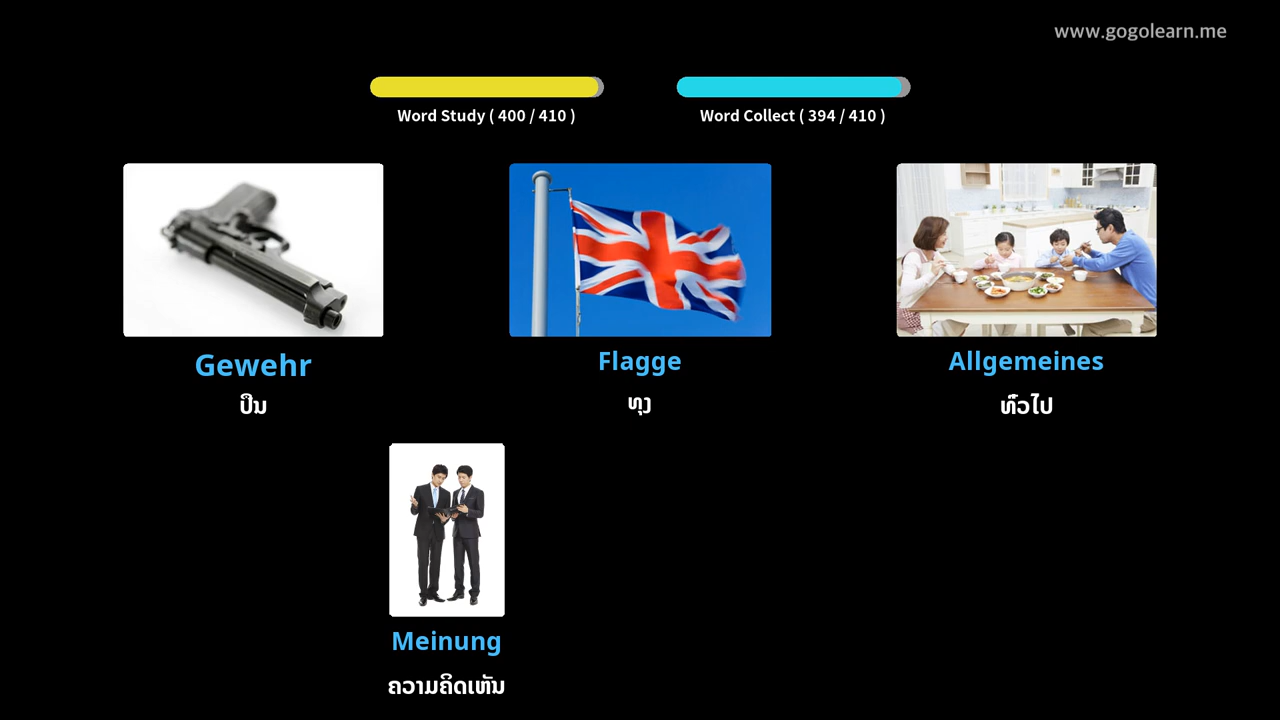 www.gogolearn.me
Word Study ( 400 / 410 )
Word Collect ( 394 / 410 )
Gewehr
ປືນ
Flagge
ທຸງ
Allgemeines
ທົ່ວໄປ
Meinung
ຄວາມຄິດເຫັນ